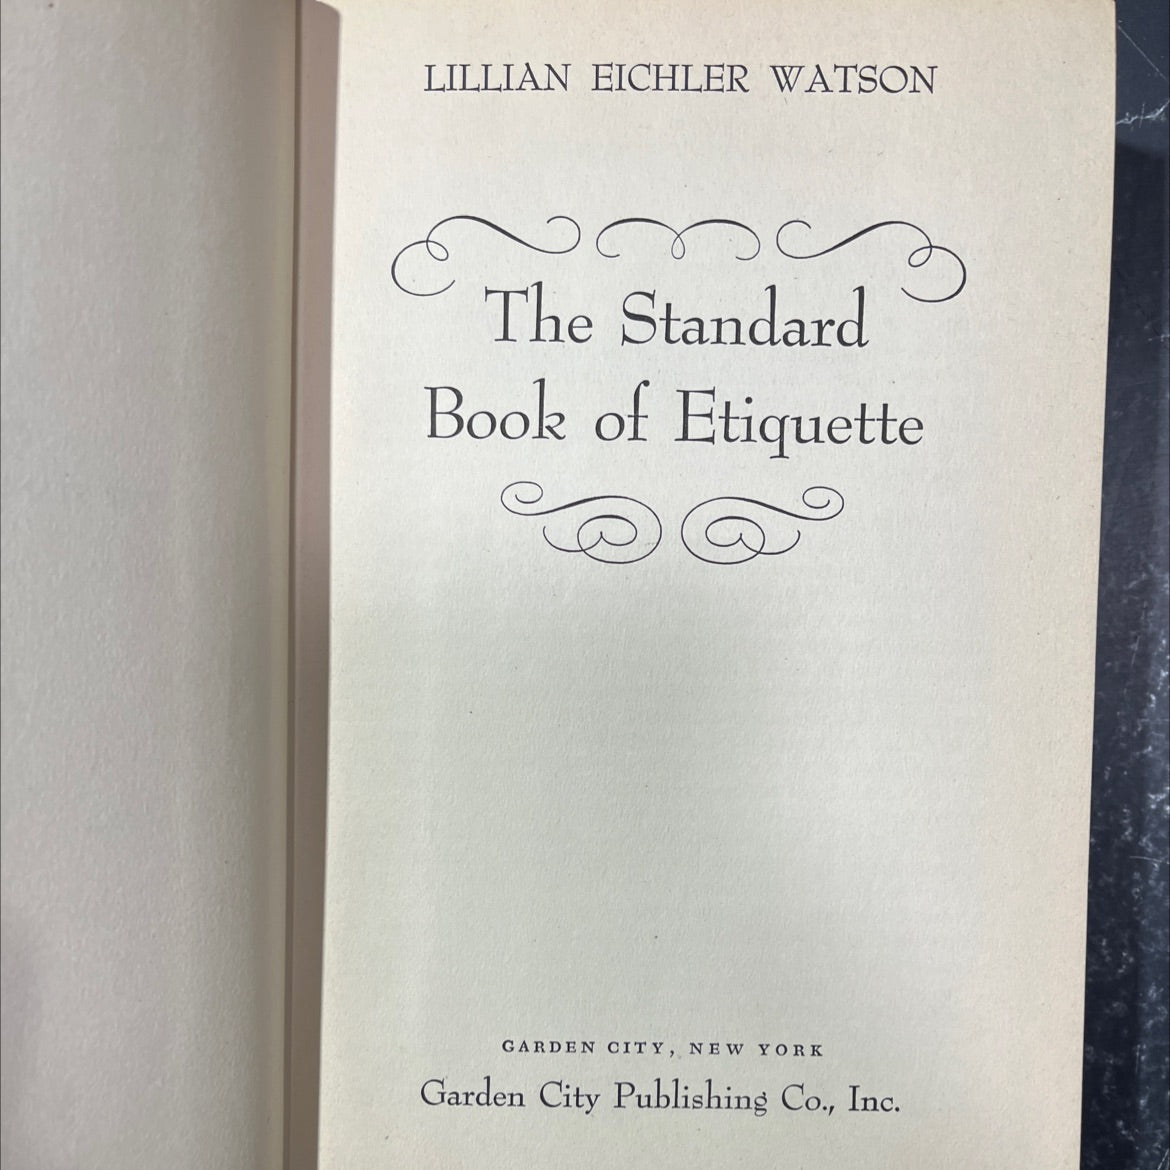 LILLIAN EICHLER WATSON
The Standard
Book of Etiquette
GARDEN CITY, NEW YORK
Garden City Publishing Co., Inc.